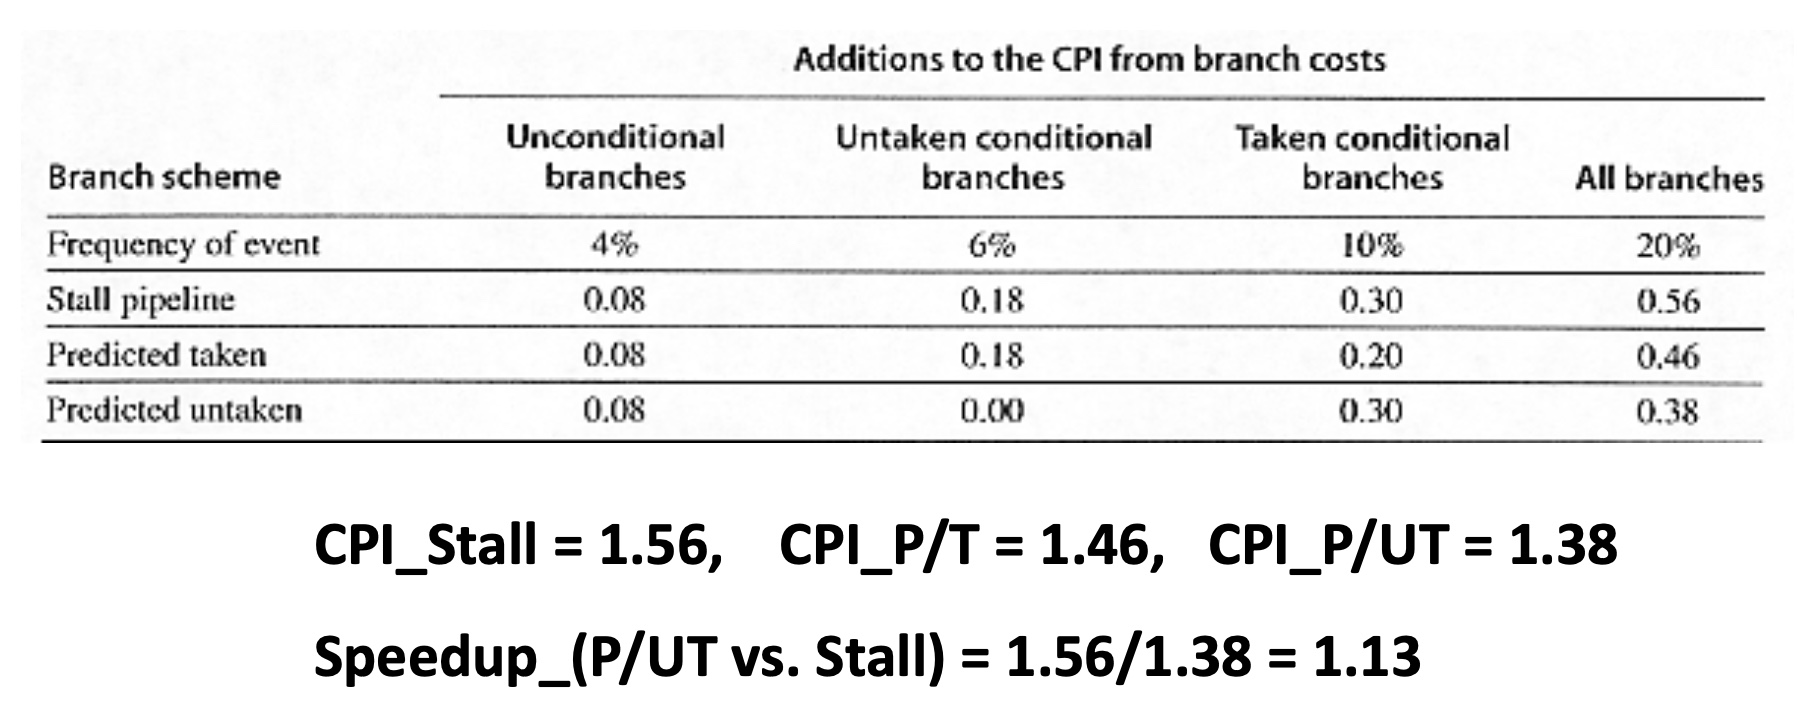 Additions to the CPI from branch costs
Unconditional branches Untaken conditional branches Taken conditional branches
Branch scheme All branches
Frequency of event 4% 6% 10% 20%
Stall pipeline 0.08 0.18 0.30 0.56
Predicted taken 0.08 0.18 0.20 0.46
Predicted untaken 0.08 0.00 0.30 0.38
CPI_Stall = 1.56, CPI_P/T = 1.46, CPI_P/UT = 1.38
Speedup_(P/UT vs. Stall) = 1.56/1.38 = 1.13